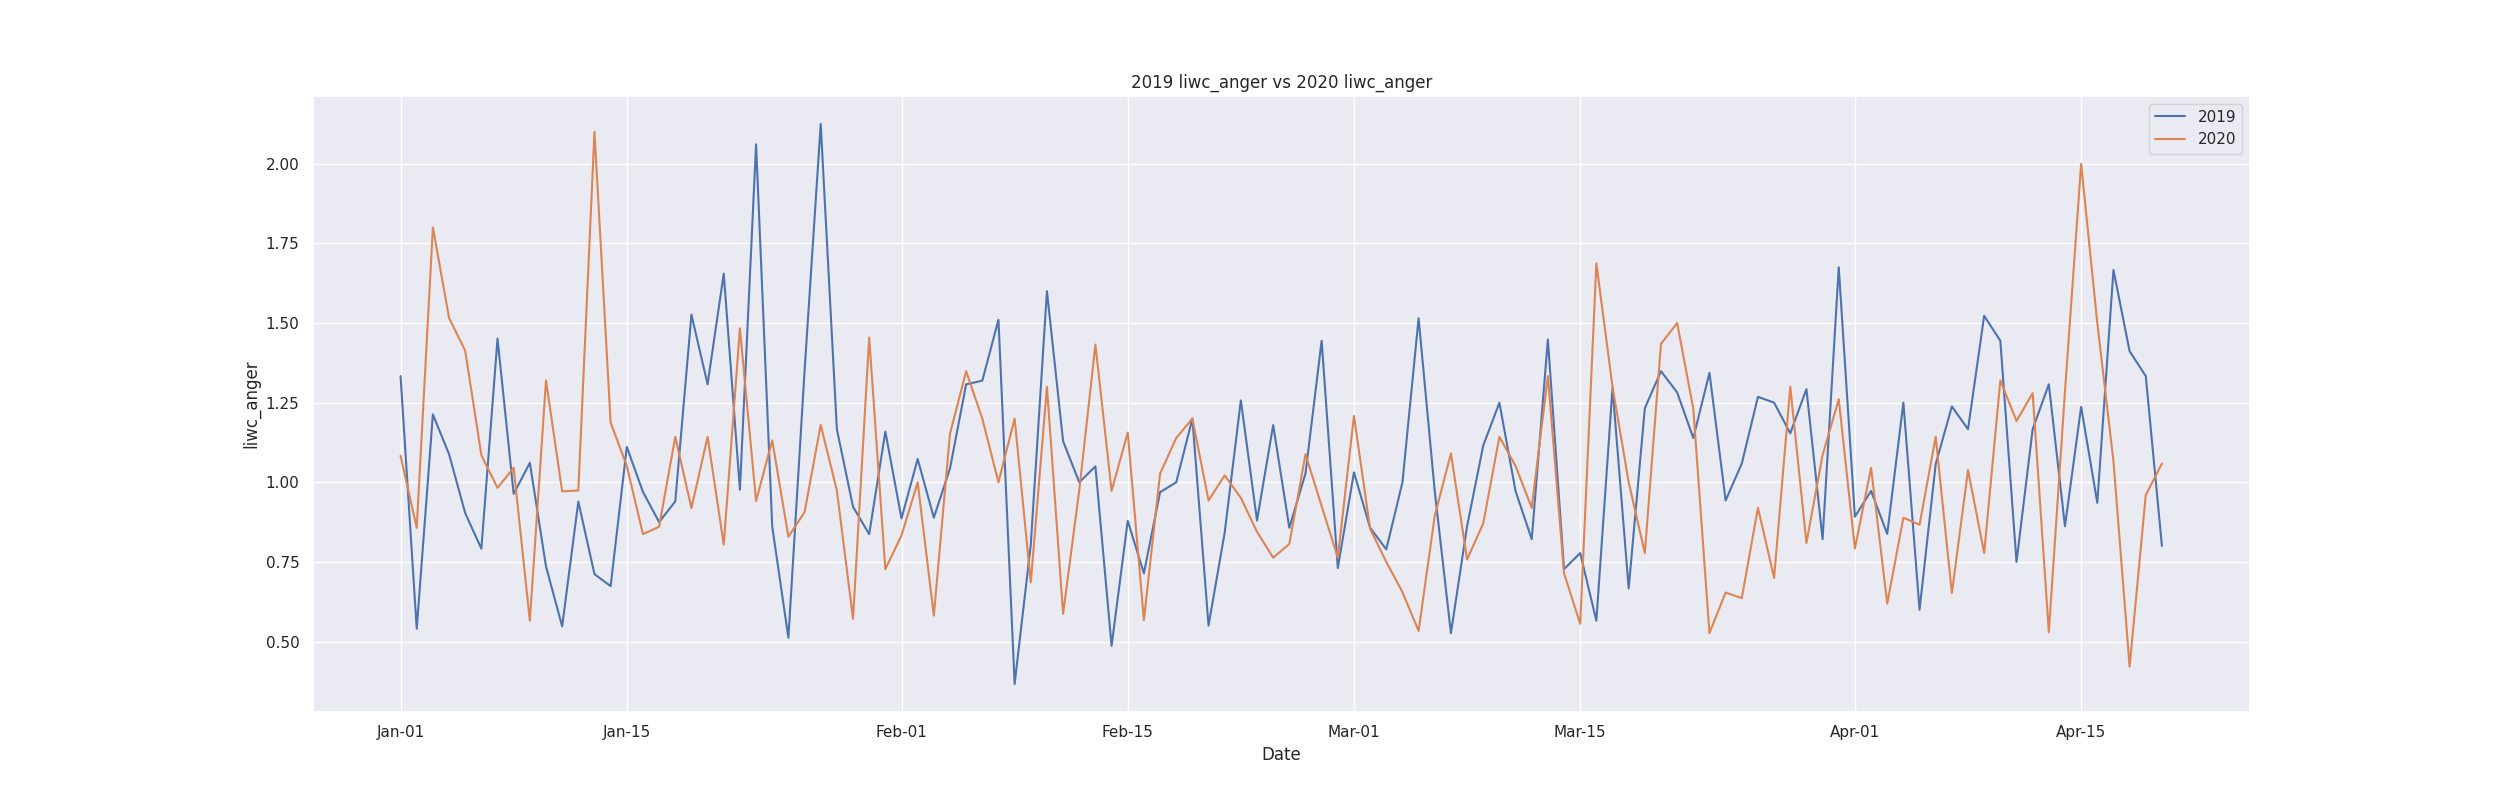 2019 liwc_anger vs 2020 liwc_anger
2019
2020
liwc_anger
2.00
1.75
1.50
1.25
1.00
0.75
0.50
Jan-01
Jan-15
Feb-01
Feb-15
Mar-01
Mar-15
Apr-01
Apr-15
Date